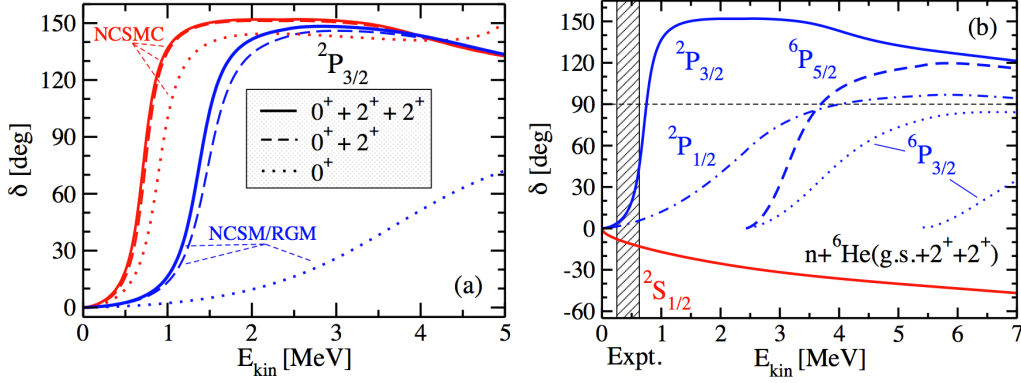 150
120
90
60
30
0
δ [deg]
NCSMC
²P₃/₂
0⁺ + 2⁺ + 2⁺
0⁺ + 2⁺
0⁺
NCSM/RGM
(a)
0 1 2 3 4 5
E_kin [MeV]
150
120
90
60
30
0
-30
-60
δ [deg]
(b)
²P₃/₂
⁶P₅/₂
²P₁/₂
⁶P₃/₂
n+⁶He(g.s.+2⁺+2⁺)
²S₁/₂
0 1 2 3 4 5 6 7
Expt. E_kin [MeV]